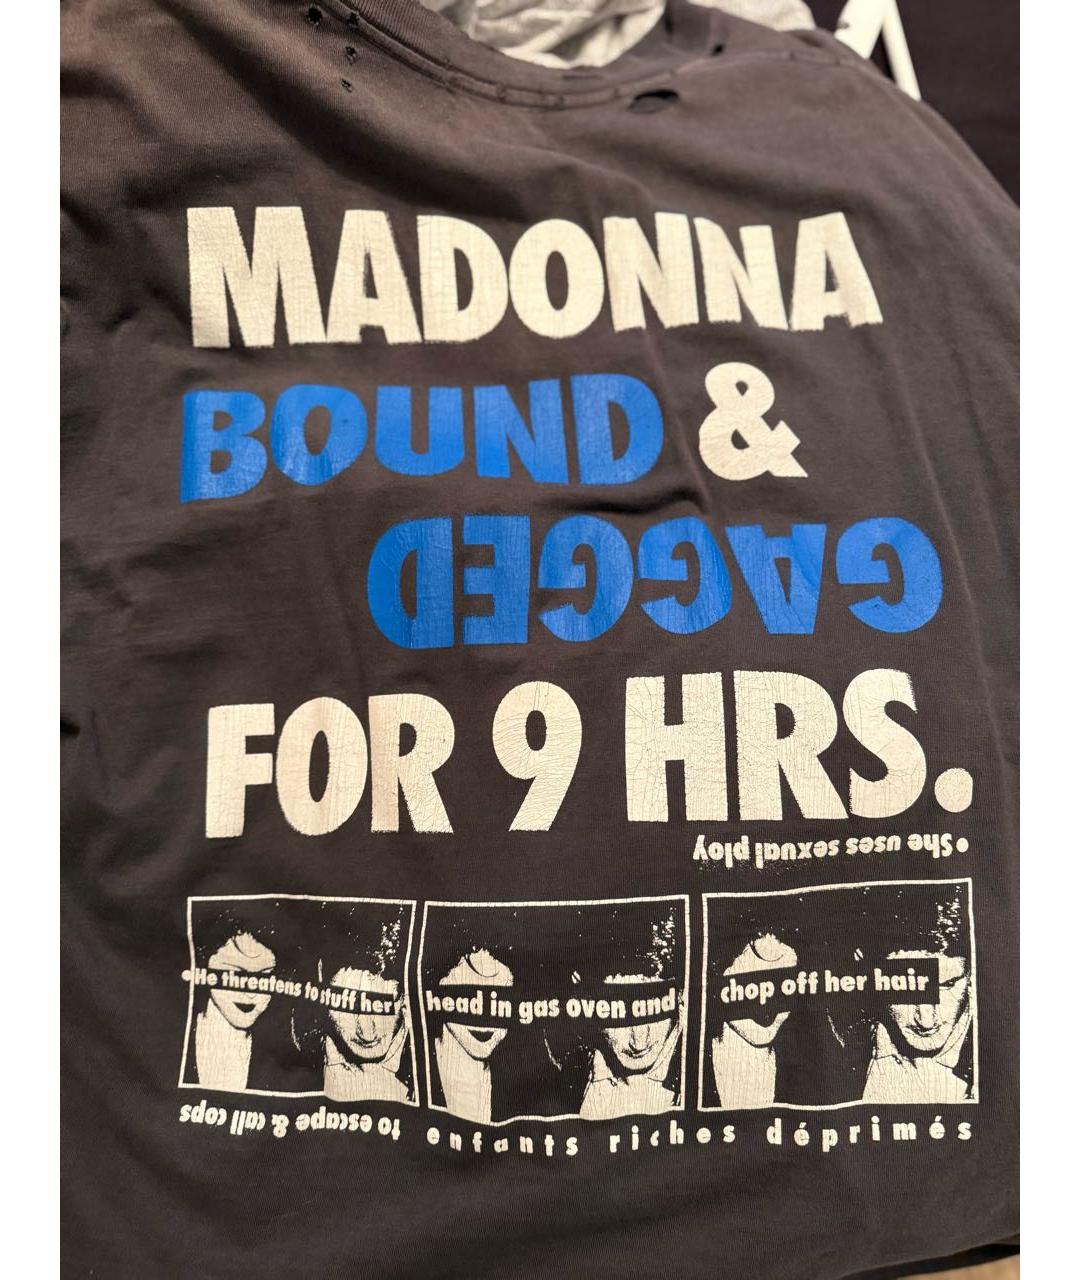 MADONNA
BOUND &
GAGGED
FOR 9 HRS.
•She uses sexual ploy
•He threatens to stuff her
head in gas oven and
chop off her hair
to escape & call cops
enfants riches déprimés